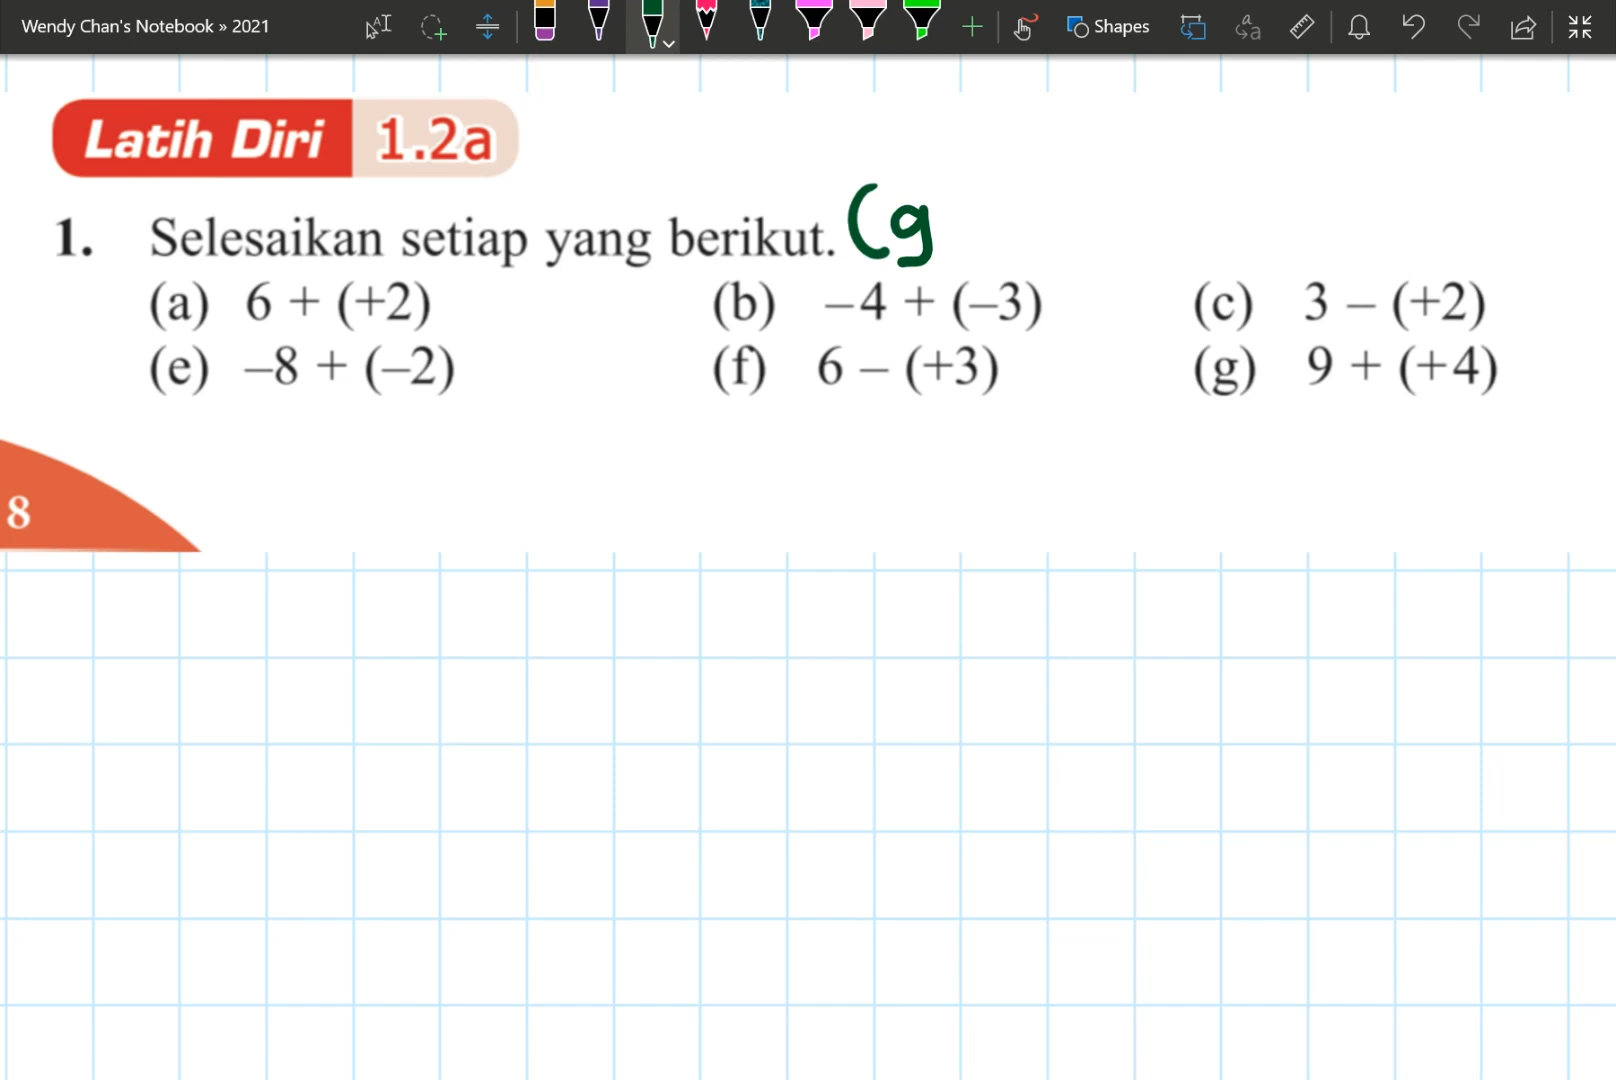 Wendy Chan's Notebook » 2021 Shapes
Latih Diri 1.2a
1. Selesaikan setiap yang berikut. (g
(a) 6 + (+2) (b) –4 + (–3) (c) 3 – (+2)
(e) –8 + (–2) (f) 6 – (+3) (g) 9 + (+4)
8